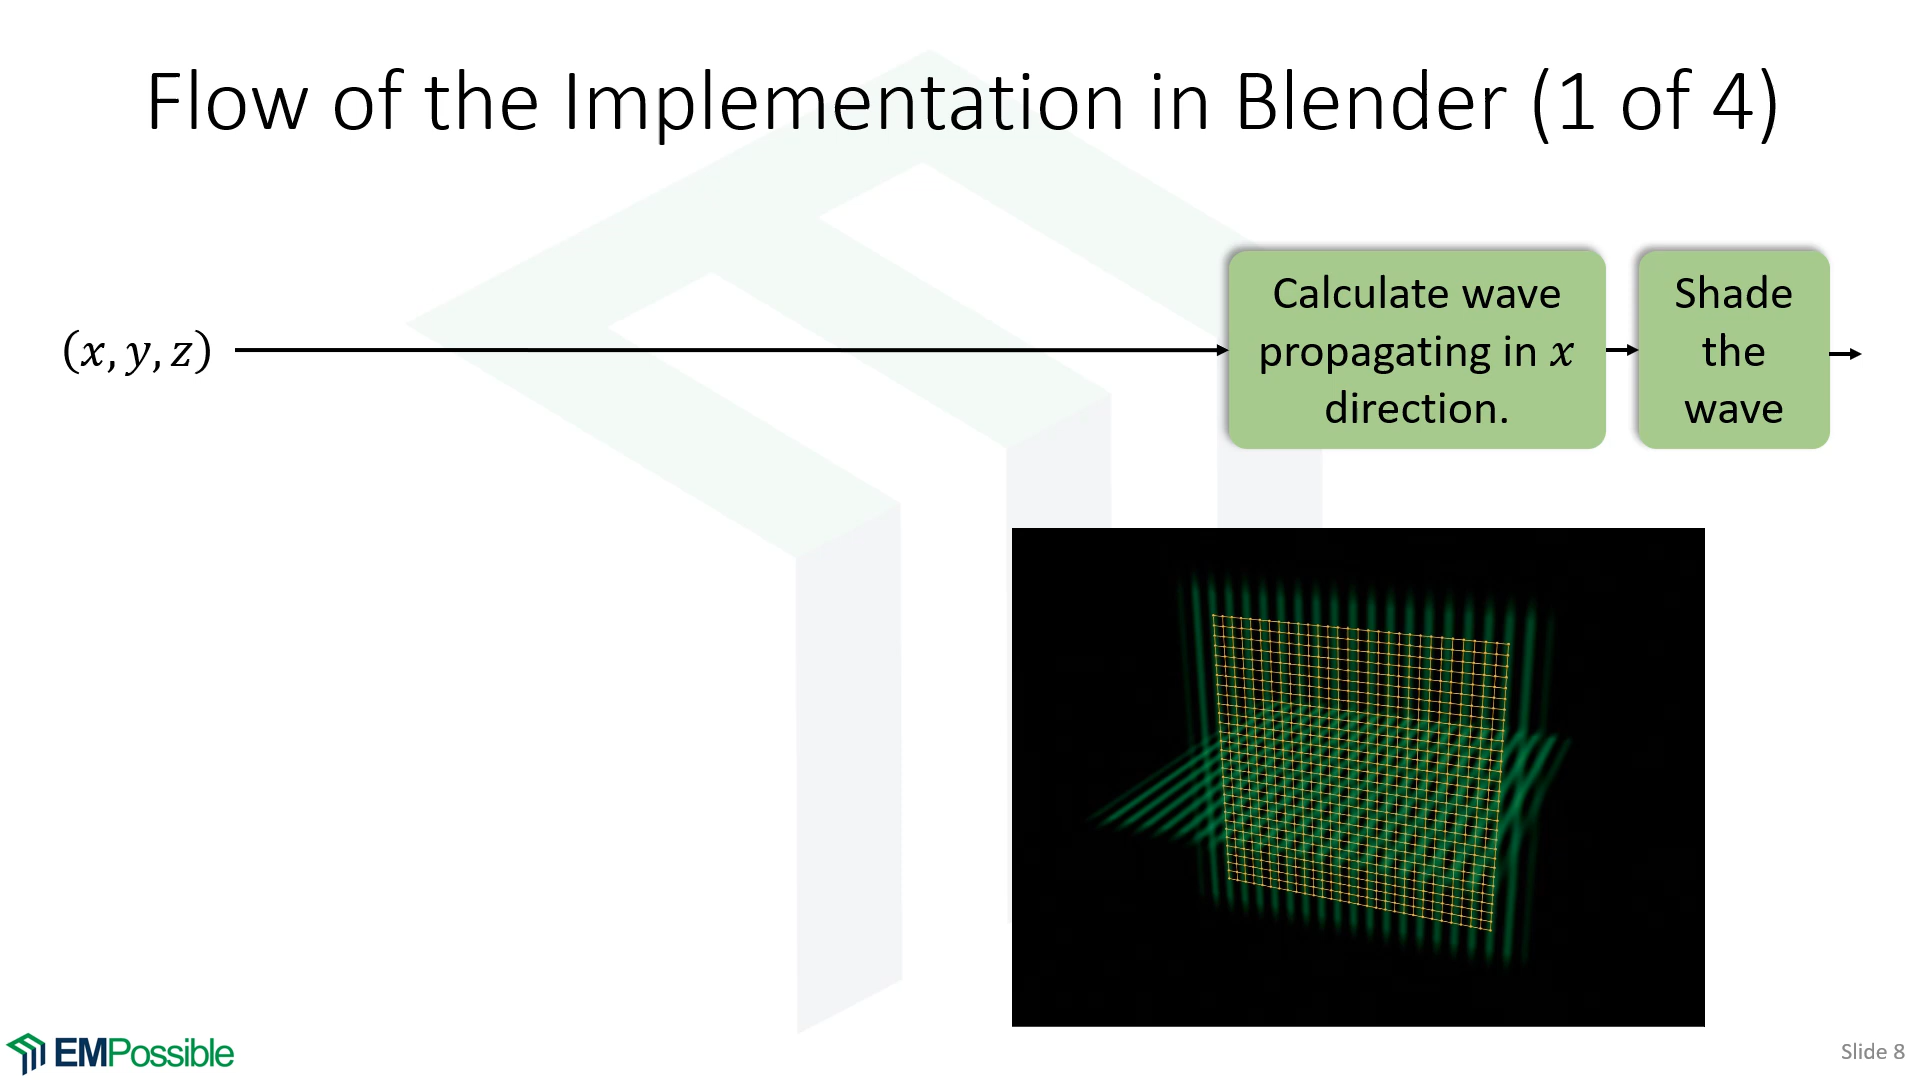 Flow of the Implementation in Blender (1 of 4)
(x, y, z)
Calculate wave
propagating in x
direction.
Shade
the
wave
EMPossible
Slide 8